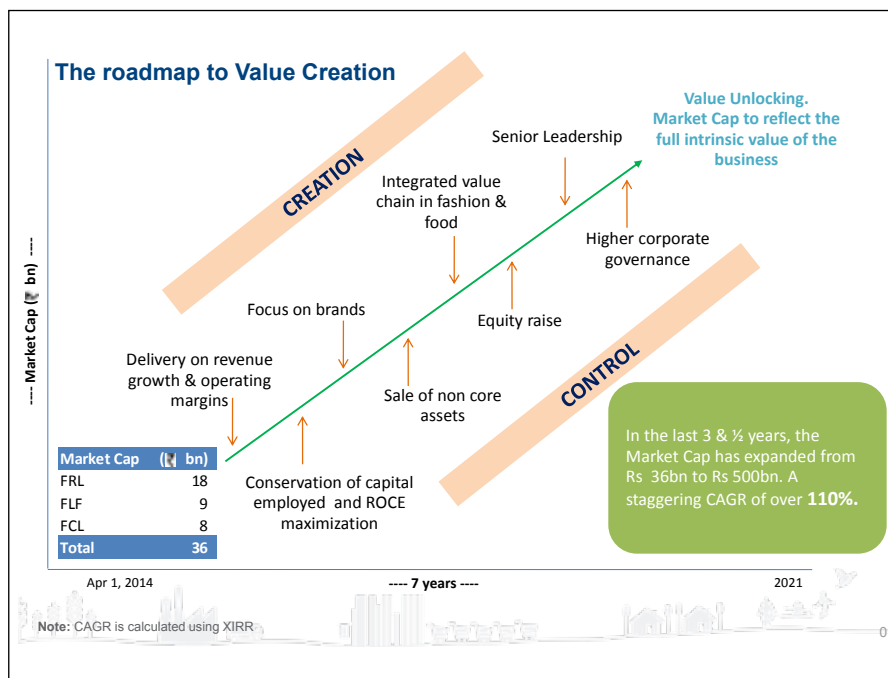 The roadmap to Value Creation
Value Unlocking.
Market Cap to reflect the
full intrinsic value of the
business
CREATION
Senior Leadership
Integrated value
chain in fashion &
food
Higher corporate
governance
---- Market Cap (₹ bn) ----
Focus on brands
Equity raise
CONTROL
Delivery on revenue
growth & operating
margins
Sale of non core
assets
In the last 3 & ½ years, the
Market Cap has expanded from
Rs 36bn to Rs 500bn. A
staggering CAGR of over 110%.
Market Cap (₹ bn)
FRL 18
FLF 9
FCL 8
Total 36
Conservation of capital
employed and ROCE
maximization
Apr 1, 2014 ---- 7 years ---- 2021
Note: CAGR is calculated using XIRR
0